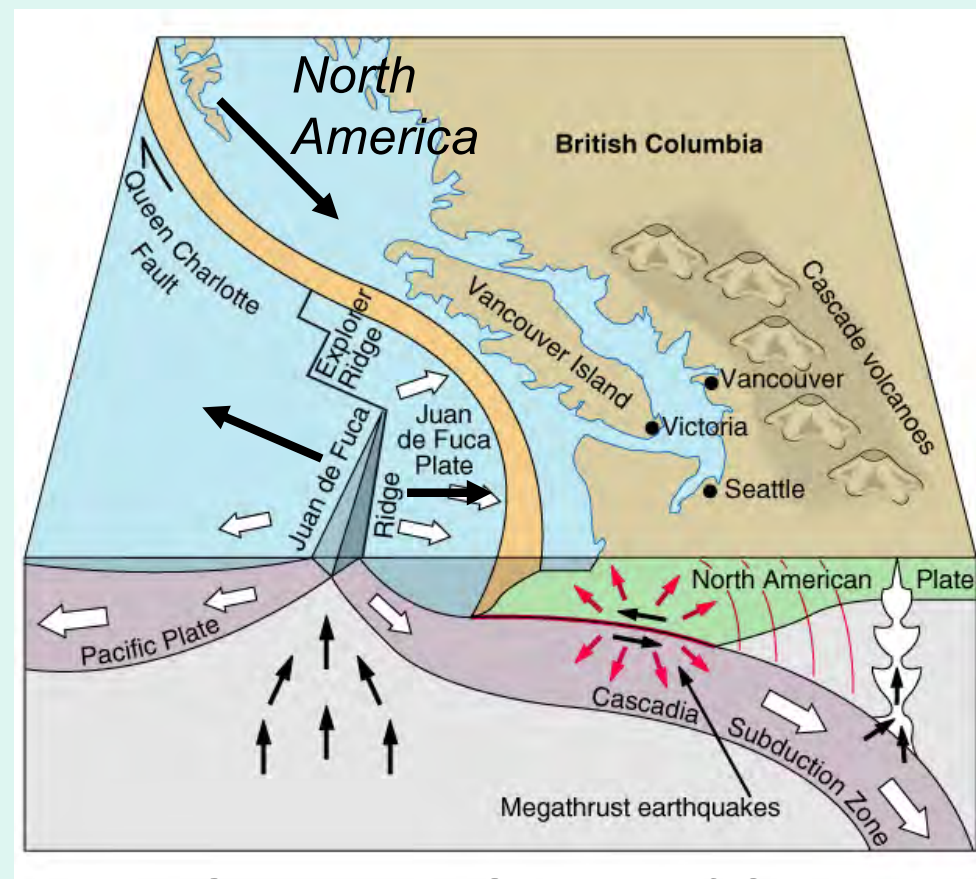 North
America
British Columbia
Queen Charlotte
Fault
Explorer
Ridge
Vancouver Island
Cascade volcanoes
Vancouver
Victoria
Seattle
Juan de Fuca
Ridge
Juan
de Fuca
Plate
North American Plate
Pacific Plate
Cascadia
Subduction Zone
Megathrust earthquakes